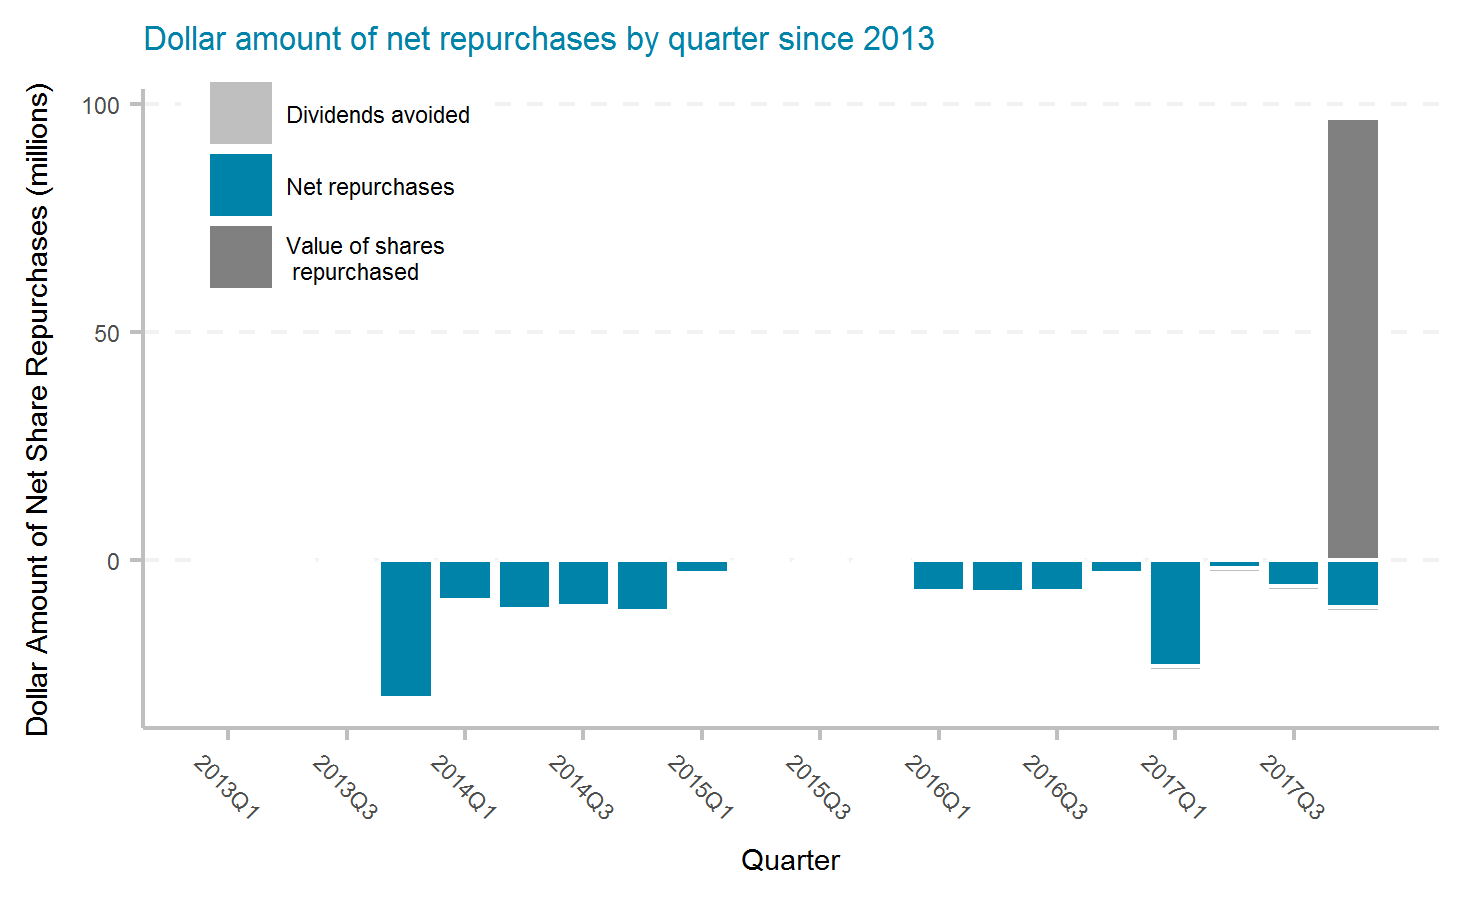 Dollar amount of net repurchases by quarter since 2013
Dollar Amount of Net Share Repurchases (millions)
100
50
0
Dividends avoided
Net repurchases
Value of shares
repurchased
2013Q1
2013Q3
2014Q1
2014Q3
2015Q1
2015Q3
2016Q1
2016Q3
2017Q1
2017Q3
Quarter